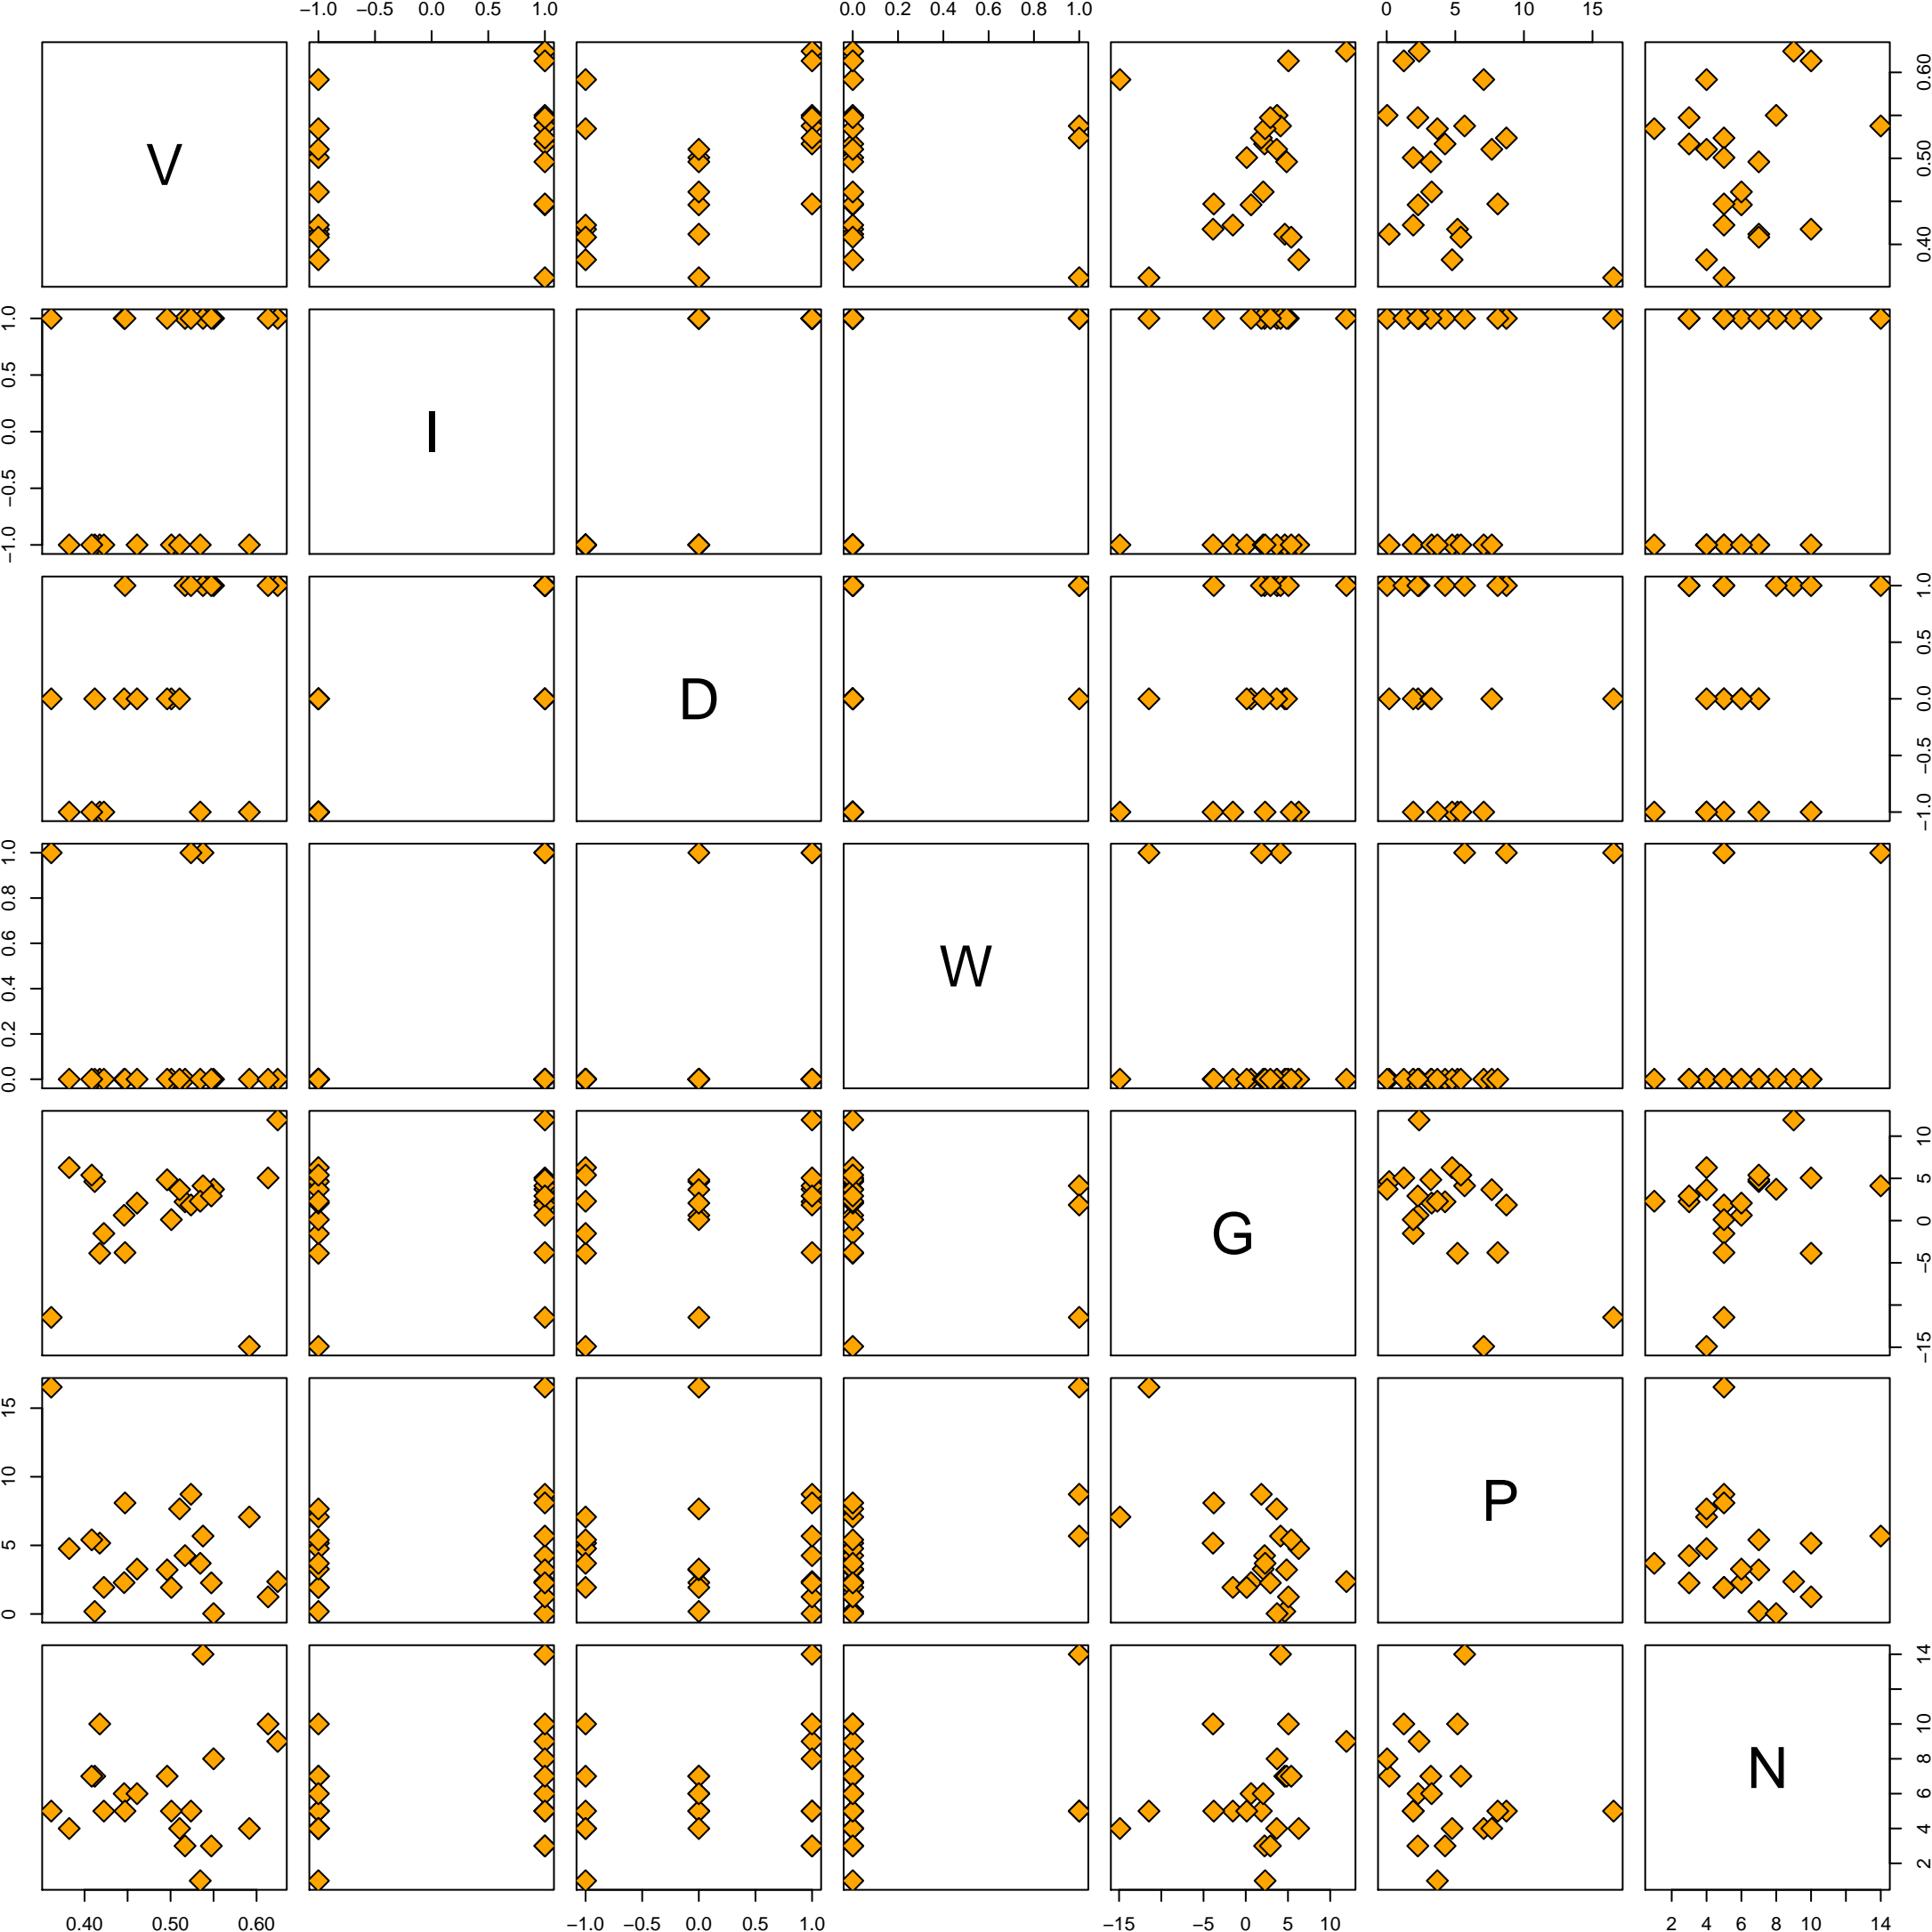 −1.0 −0.5 0.0 0.5 1.0 0.0 0.2 0.4 0.6 0.8 1.0 0 5 10 15
V 0.40 0.50 0.60
−1.0 −0.5 0.0 0.5 1.0 I
D −1.0 −0.5 0.0 0.5 1.0
0.0 0.2 0.4 0.6 0.8 1.0 W
G −15 −5 0 5 10
0 5 10 15 P
N 2 4 6 8 10 14
0.40 0.50 0.60 −1.0 −0.5 0.0 0.5 1.0 −15 −5 0 5 10 2 4 6 8 10 14